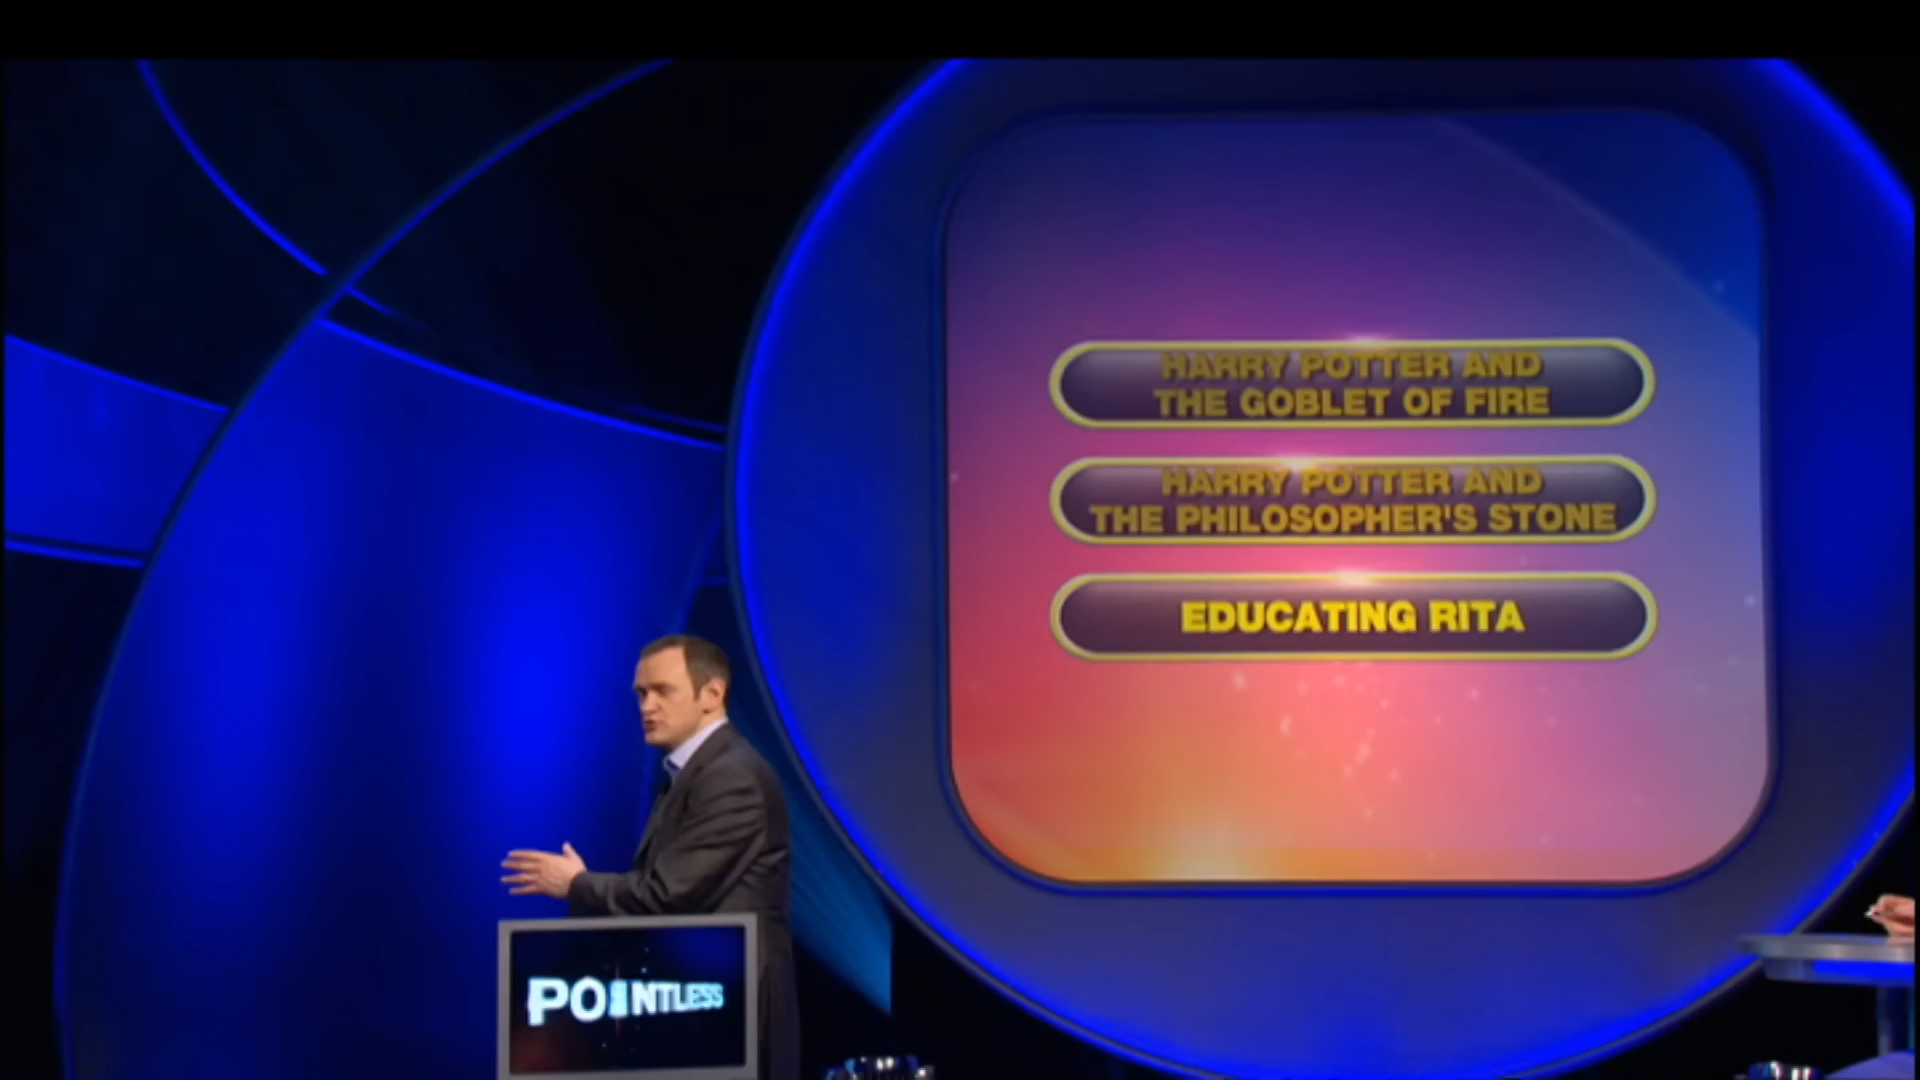 HARRY POTTER AND
THE GOBLET OF FIRE
HARRY POTTER AND
THE PHILOSOPHER'S STONE
EDUCATING RITA
POINTLESS